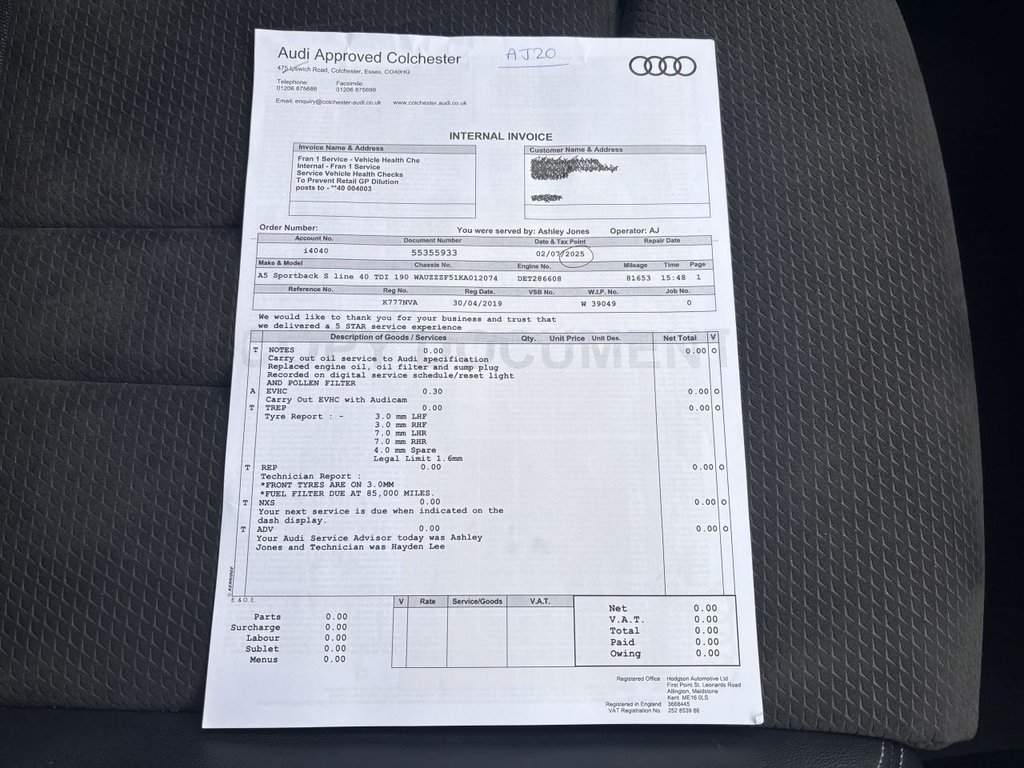 Audi Approved Colchester
AJ20
475 Ipswich Road, Colchester, Essex, CO40HQ
Telephone: Facsimile:
01206 875688 01206 875699
Email: enquiry@colchester-audi.co.uk www.colchester.audi.co.uk
INTERNAL INVOICE
Invoice Name & Address Customer Name & Address
Fran 1 Service - Vehicle Health Che
Internal - Fran 1 Service
Service Vehicle Health Checks
To Prevent Retail GP Dilution
posts to - **40 004003
Order Number: You were served by: Ashley Jones Operator: AJ
Account No. Document Number Date & Tax Point Repair Date
i4040 55355933 02/07/2025
Make & Model Chassis No. Engine No. Mileage Time Page
A5 Sportback S line 40 TDI 190 WAUZZZF51KA012074 DET286608 81653 15:48 1
Reference No. Reg No. Reg Date. VSB No. W.I.P. No. Job No.
K777NVA 30/04/2019 W 39049 0
We would like to thank you for your business and trust that
we delivered a 5 STAR service experience
Description of Goods / Services Qty. Unit Price Unit Des. Net Total V
T NOTES 0.00 0.00 O
Carry out oil service to Audi specification
Replaced engine oil, oil filter and sump plug
Recorded on digital service schedule/reset light
AND POLLEN FILTER
A EVHC 0.30 0.00 O
Carry Out EVHC with Audicam
T TREP 0.00 0.00 O
Tyre Report : - 3.0 mm LHF
3.0 mm RHF
7.0 mm LHR
7.0 mm RHR
4.0 mm Spare
Legal Limit 1.6mm
T REP 0.00 0.00 O
Technician Report :
*FRONT TYRES ARE ON 3.0MM
*FUEL FILTER DUE AT 85,000 MILES.
T NXS 0.00 0.00 O
Your next service is due when indicated on the
dash display.
T ADV 0.00 0.00 O
Your Audi Service Advisor today was Ashley
Jones and Technician was Hayden Lee
E. & O. E.
V Rate Service/Goods V.A.T.
Parts 0.00
Surcharge 0.00
Labour 0.00
Sublet 0.00
Menus 0.00
Net 0.00
V.A.T. 0.00
Total 0.00
Paid 0.00
Owing 0.00
Registered Office Hodgson Automotive Ltd
First Point St. Leonards Road
Allington, Maidstone
Kent. ME16 0LS
Registered in England 3668445
VAT Registration No. 252 8539 86